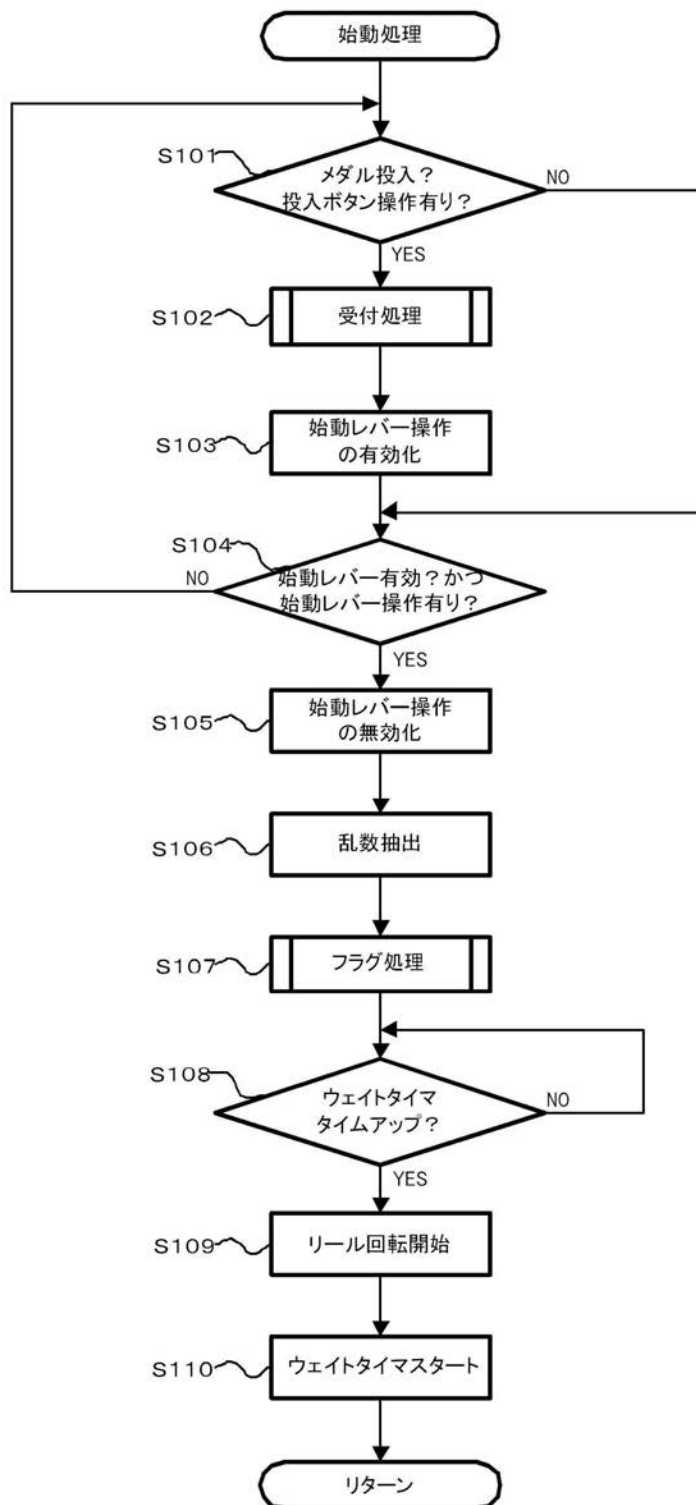 始動処理
S101
メダル投入？
投入ボタン操作有り？
NO
YES
S102
受付処理
S103
始動レバー操作
の有効化
S104
始動レバー有効？かつ
始動レバー操作有り？
NO
YES
S105
始動レバー操作
の無効化
S106
乱数抽出
S107
フラグ処理
S108
ウェイトタイマ
タイムアップ？
NO
YES
S109
リール回転開始
S110
ウェイトタイマスタート
リターン